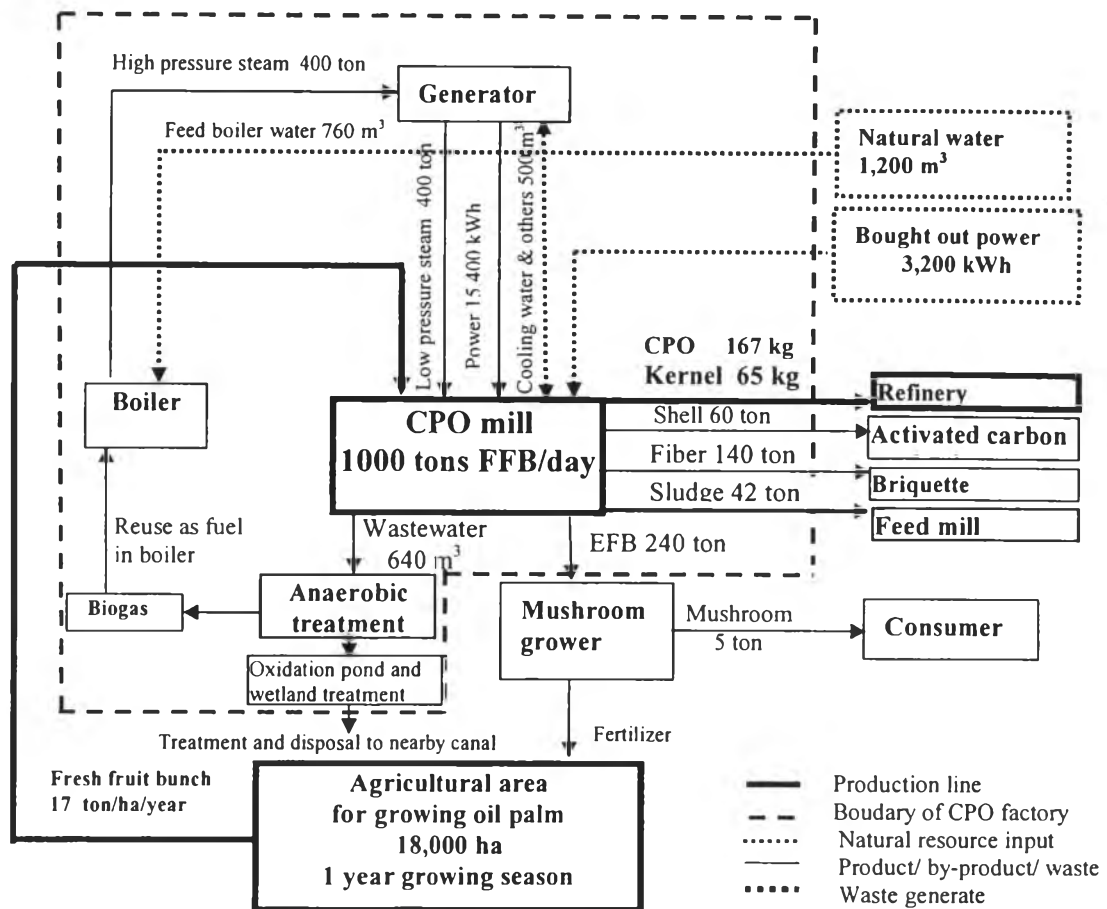 High pressure steam 400 ton
Generator
Feed boiler water 760 m³
Natural water
1,200 m³
Bought out power
3,200 kWh
Low pressure steam 400 ton
Power 15 400 kWh
Cooling water & others 500 m³
Boiler
CPO 167 kg
Kernel 65 kg
Refinery
CPO mill
1000 tons FFB/day
Shell 60 ton
Activated carbon
Fiber 140 ton
Briquette
Sludge 42 ton
Feed mill
Reuse as fuel
in boiler
Wastewater
640 m³
EFB 240 ton
Biogas
Anaerobic
treatment
Mushroom
grower
Mushroom
5 ton
Consumer
Oxidation pond and
wetland treatment
Treatment and disposal to nearby canal
Fertilizer
Fresh fruit bunch
17 ton/ha/year
Agricultural area
for growing oil palm
18,000 ha
1 year growing season
Production line
Boudary of CPO factory
Natural resource input
Product/ by-product/ waste
Waste generate